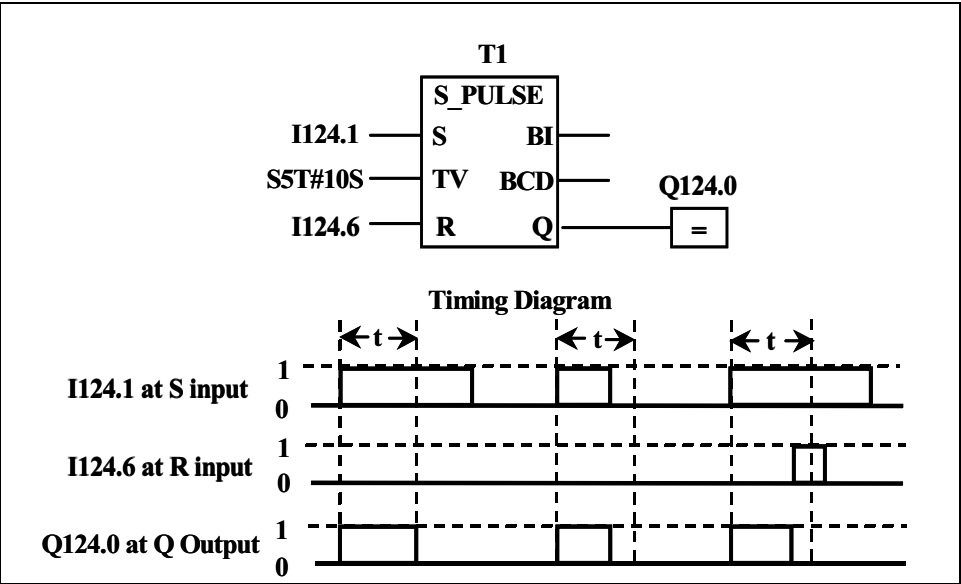 T1
S_PULSE
I124.1 S BI
S5T#10S TV BCD Q124.0
I124.6 R Q =
Timing Diagram
t t t
I124.1 at S input 1
0
I124.6 at R input 1
0
Q124.0 at Q Output 1
0